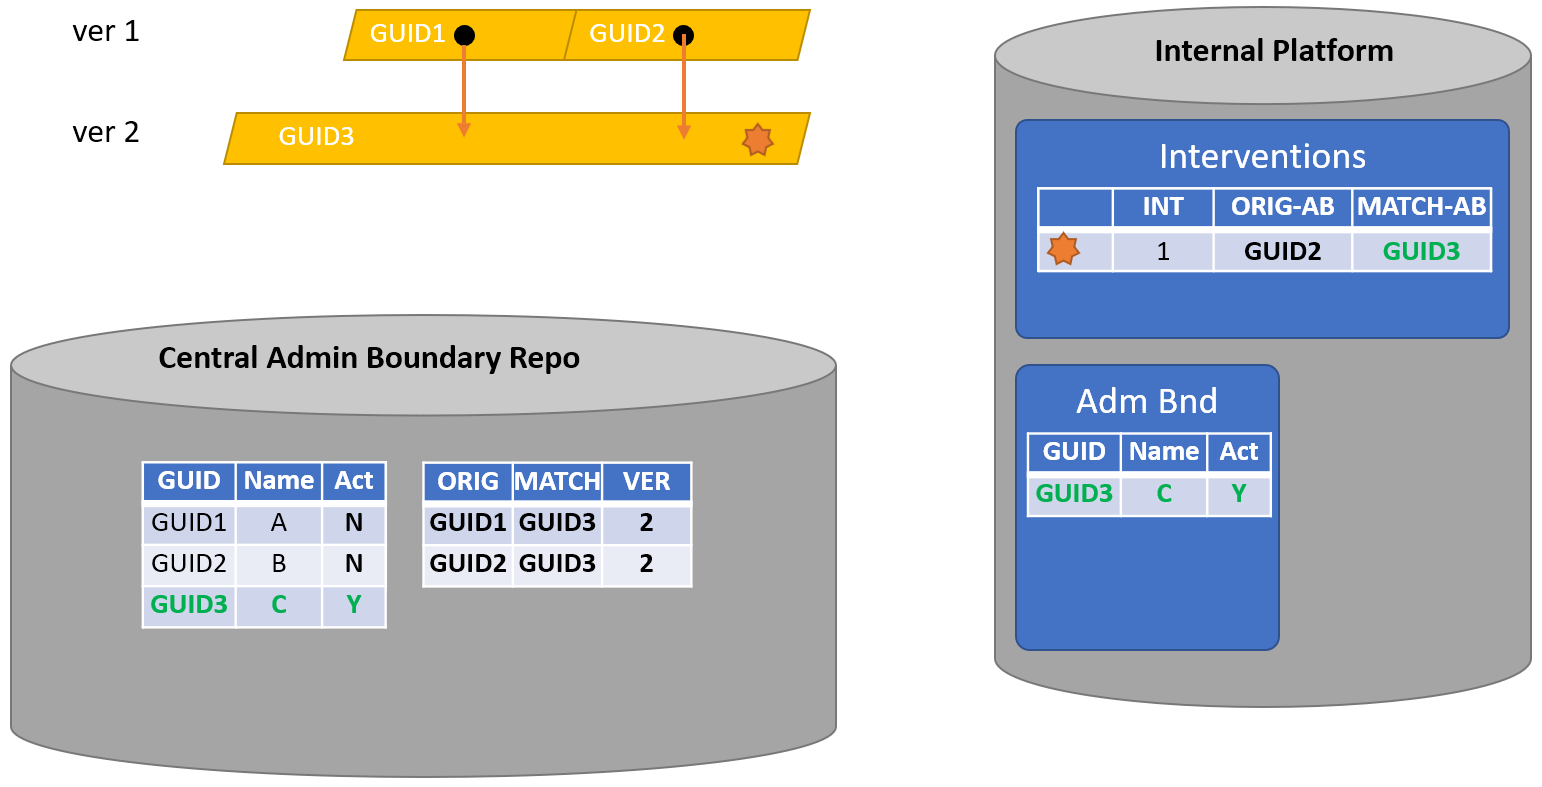 ver 1
GUID1
GUID2
ver 2
GUID3
Central Admin Boundary Repo
GUID Name Act
GUID1 A N
GUID2 B N
GUID3 C Y
ORIG MATCH VER
GUID1 GUID3 2
GUID2 GUID3 2
Internal Platform
Interventions
INT ORIG-AB MATCH-AB
1 GUID2 GUID3
Adm Bnd
GUID Name Act
GUID3 C Y